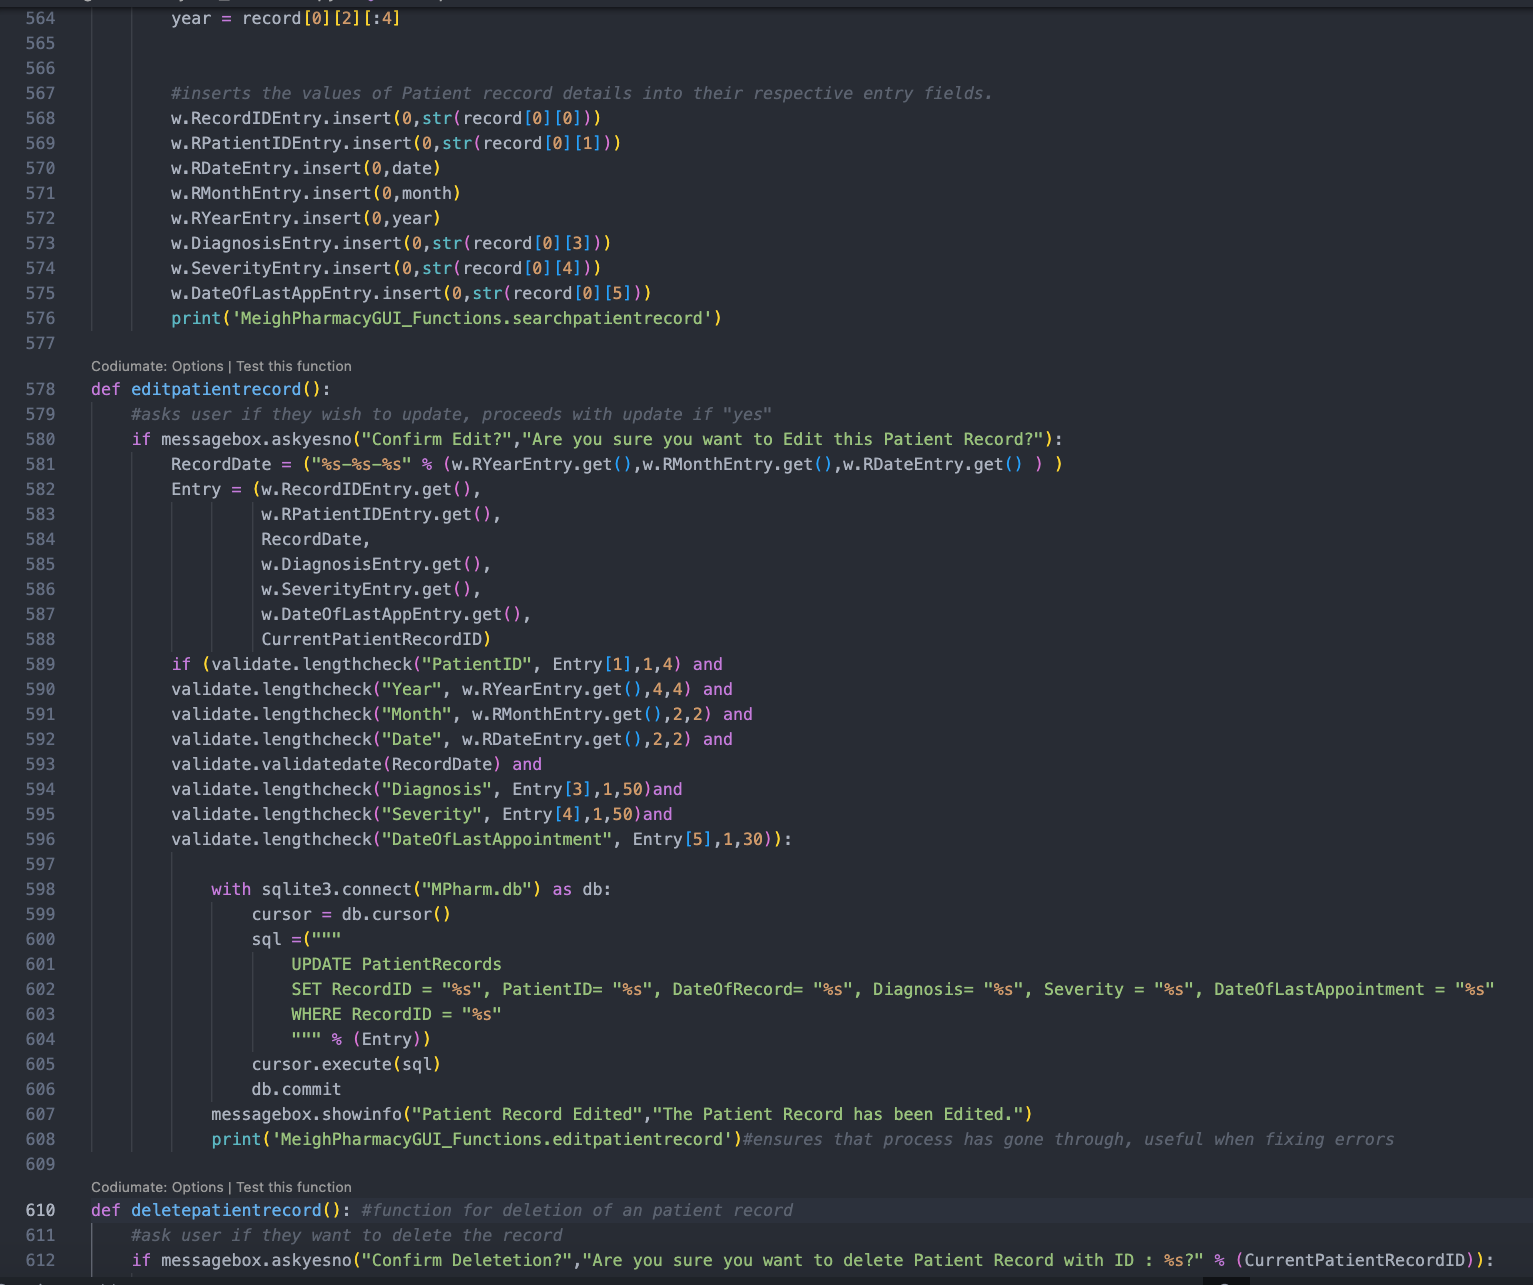 564 year = record[0][2][:4]
565
566
567 #inserts the values of Patient reccord details into their respective entry fields.
568 w.RecordIDEntry.insert(0,str(record[0][0]))
569 w.RPatientIDEntry.insert(0,str(record[0][1]))
570 w.RDateEntry.insert(0,date)
571 w.RMonthEntry.insert(0,month)
572 w.RYearEntry.insert(0,year)
573 w.DiagnosisEntry.insert(0,str(record[0][3]))
574 w.SeverityEntry.insert(0,str(record[0][4]))
575 w.DateOfLastAppEntry.insert(0,str(record[0][5]))
576 print('MeighPharmacyGUI_Functions.searchpatientrecord')
577
Codiumate: Options | Test this function
578 def editpatientrecord():
579 #asks user if they wish to update, proceeds with update if "yes"
580 if messagebox.askyesno("Confirm Edit?","Are you sure you want to Edit this Patient Record?"):
581 RecordDate = ("%s-%s-%s" % (w.RYearEntry.get(),w.RMonthEntry.get(),w.RDateEntry.get() ) )
582 Entry = (w.RecordIDEntry.get(),
583 w.RPatientIDEntry.get(),
584 RecordDate,
585 w.DiagnosisEntry.get(),
586 w.SeverityEntry.get(),
587 w.DateOfLastAppEntry.get(),
588 CurrentPatientRecordID)
589 if (validate.lengthcheck("PatientID", Entry[1],1,4) and
590 validate.lengthcheck("Year", w.RYearEntry.get(),4,4) and
591 validate.lengthcheck("Month", w.RMonthEntry.get(),2,2) and
592 validate.lengthcheck("Date", w.RDateEntry.get(),2,2) and
593 validate.validatedate(RecordDate) and
594 validate.lengthcheck("Diagnosis", Entry[3],1,50)and
595 validate.lengthcheck("Severity", Entry[4],1,50)and
596 validate.lengthcheck("DateOfLastAppointment", Entry[5],1,30)):
597
598 with sqlite3.connect("MPharm.db") as db:
599 cursor = db.cursor()
600 sql =("""
601 UPDATE PatientRecords
602 SET RecordID = "%s", PatientID= "%s", DateOfRecord= "%s", Diagnosis= "%s", Severity = "%s", DateOfLastAppointment = "%s"
603 WHERE RecordID = "%s"
604 """ % (Entry))
605 cursor.execute(sql)
606 db.commit
607 messagebox.showinfo("Patient Record Edited","The Patient Record has been Edited.")
608 print('MeighPharmacyGUI_Functions.editpatientrecord')#ensures that process has gone through, useful when fixing errors
609
Codiumate: Options | Test this function
610 def deletepatientrecord(): #function for deletion of an patient record
611 #ask user if they want to delete the record
612 if messagebox.askyesno("Confirm Deletetion?","Are you sure you want to delete Patient Record with ID : %s?" % (CurrentPatientRecordID)):